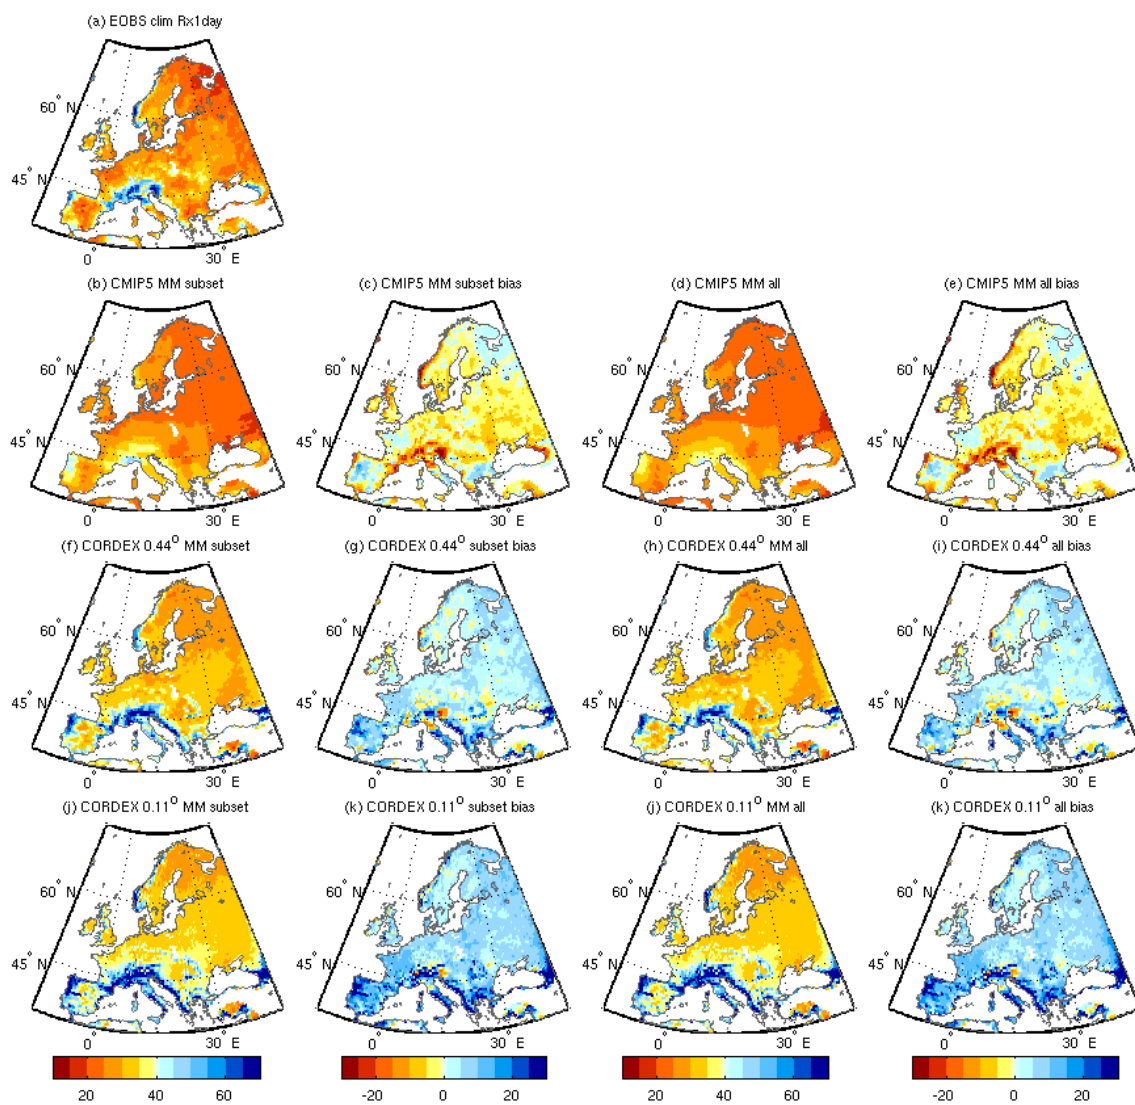 (a) EOBS clim Rx1day
60° N
45° N
0° 30° E
(b) CMIP5 MM subset (c) CMIP5 MM subset bias (d) CMIP5 MM all (e) CMIP5 MM all bias
60° N 60° N 60° N 60° N
45° N 45° N 45° N 45° N
0° 30° E 0° 30° E 0° 30° E 0° 30° E
(f) CORDEX 0.44° MM subset (g) CORDEX 0.44° subset bias (h) CORDEX 0.44° MM all (i) CORDEX 0.44° all bias
60° N 60° N 60° N 60° N
45° N 45° N 45° N 45° N
0° 30° E 0° 30° E 0° 30° E 0° 30° E
(j) CORDEX 0.11° MM subset (k) CORDEX 0.11° subset bias (j) CORDEX 0.11° MM all (k) CORDEX 0.11° all bias
60° N 60° N 60° N 60° N
45° N 45° N 45° N 45° N
0° 30° E 0° 30° E 0° 30° E 0° 30° E
20 40 60 -20 0 20 20 40 60 -20 0 20